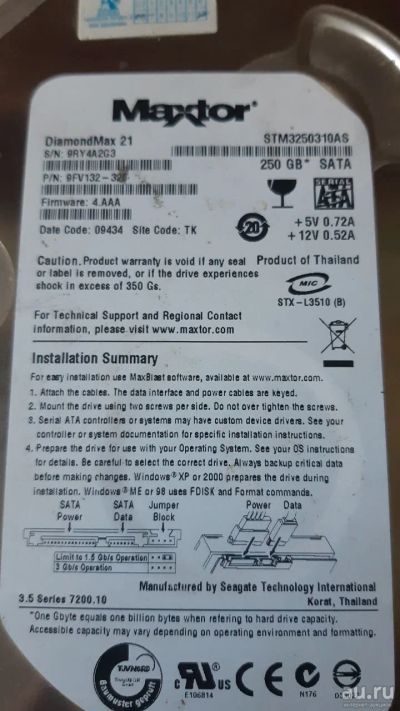 Maxtor
DiamondMax 21 STM3250310AS
S/N: 9RY4A2G3
250 GB* SATA
P/N: 9FV132-326
SERIAL
SATA
Firmware: 4.AAA
+5V 0.72A
Date Code: 09434 Site Code: TK
20
+12V 0.52A
Caution. Product warranty is void if any seal
or label is removed, or if the drive experiences
shock in excess of 350 Gs.
Product of Thailand
MIC
STX-L3510 (B)
For Technical Support and Regional Contact
information, please visit www.maxtor.com
Installation Summary
For easy installation use MaxBlast software, available at www.maxtor.com.
1. Attach the cables. The data interface and power cables are keyed.
2. Mount the drive using two screws per side. Do not over tighten the screws.
3. Serial ATA controllers or systems may have custom device drivers. See your
controller or system documentation for specific installation instructions.
4. Prepare the drive for use with your Operating System. See your OS instructions
for details. Be careful to select the correct drive. Always backup critical data
before making changes. Windows® XP or 2000 prepares the drive during
installation. Windows® ME or 98 uses FDISK and Format commands.
SATA Power
SATA Data
Jumper Block
Power Data
Limit to 1.5 Gb/s Operation
3 Gb/s Operation
Manufactured by Seagate Technology International
3.5 Series 7200.10 Korat, Thailand
*One Gbyte equals one billion bytes when referring to hard drive capacity.
Accessible capacity may vary depending on operating environment and formatting.
Baumuster geprüft
E106814
N176
au.ru